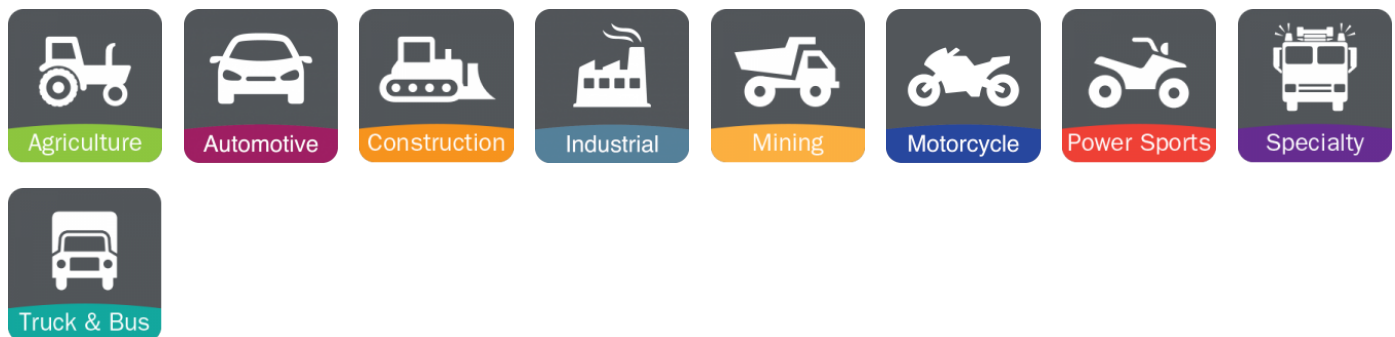 Agriculture
Automotive
Construction
Industrial
Mining
Motorcycle
Power Sports
Specialty
Truck & Bus